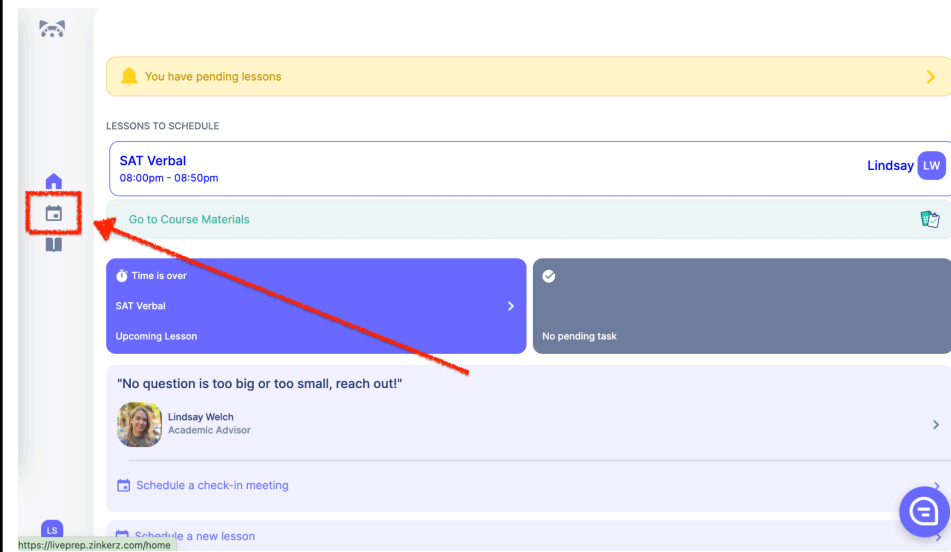 You have pending lessons
LESSONS TO SCHEDULE
SAT Verbal
08:00pm - 08:50pm
Lindsay LW
Go to Course Materials
Time is over
SAT Verbal
Upcoming Lesson
No pending task
"No question is too big or too small, reach out!"
Lindsay Welch
Academic Advisor
Schedule a check-in meeting
LS
Schedule a new lesson
https://liveprep.zinkerz.com/home